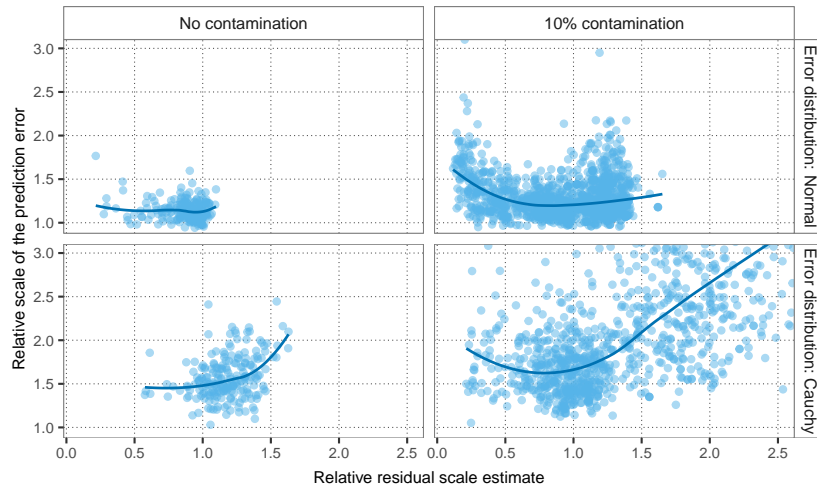 No contamination
10% contamination
3.0
2.5
2.0
1.5
1.0
Error distribution: Normal
3.0
2.5
2.0
1.5
1.0
Error distribution: Cauchy
Relative scale of the prediction error
0.0 0.5 1.0 1.5 2.0 2.5
0.0 0.5 1.0 1.5 2.0 2.5
Relative residual scale estimate